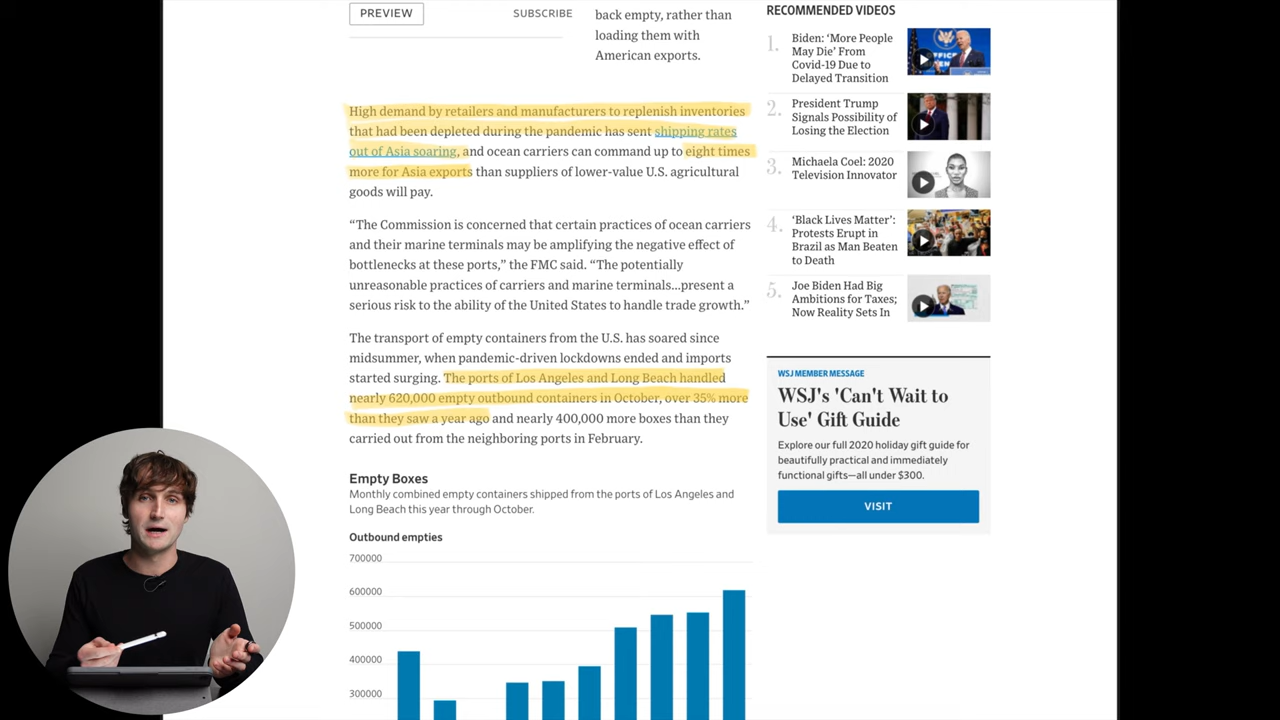 PREVIEW
SUBSCRIBE
back empty, rather than
loading them with
American exports.
High demand by retailers and manufacturers to replenish inventories
that had been depleted during the pandemic has sent shipping rates
out of Asia soaring, and ocean carriers can command up to eight times
more for Asia exports than suppliers of lower-value U.S. agricultural
goods will pay.
“The Commission is concerned that certain practices of ocean carriers
and their marine terminals may be amplifying the negative effect of
bottlenecks at these ports,” the FMC said. “The potentially
unreasonable practices of carriers and marine terminals...present a
serious risk to the ability of the United States to handle trade growth.”
The transport of empty containers from the U.S. has soared since
midsummer, when pandemic-driven lockdowns ended and imports
started surging. The ports of Los Angeles and Long Beach handled
nearly 620,000 empty outbound containers in October, over 35% more
than they saw a year ago and nearly 400,000 more boxes than they
carried out from the neighboring ports in February.
Empty Boxes
Monthly combined empty containers shipped from the ports of Los Angeles and
Long Beach this year through October.
Outbound empties
700000
600000
500000
400000
300000
RECOMMENDED VIDEOS
1.
Biden: ‘More People
May Die’ From
Covid-19 Due to
Delayed Transition
2.
President Trump
Signals Possibility of
Losing the Election
3.
Michaela Coel: 2020
Television Innovator
4.
‘Black Lives Matter’:
Protests Erupt in
Brazil as Man Beaten
to Death
5.
Joe Biden Had Big
Ambitions for Taxes;
Now Reality Sets In
WSJ MEMBER MESSAGE
WSJ's 'Can't Wait to
Use' Gift Guide
Explore our full 2020 holiday gift guide for
beautifully practical and immediately
functional gifts—all under $300.
VISIT